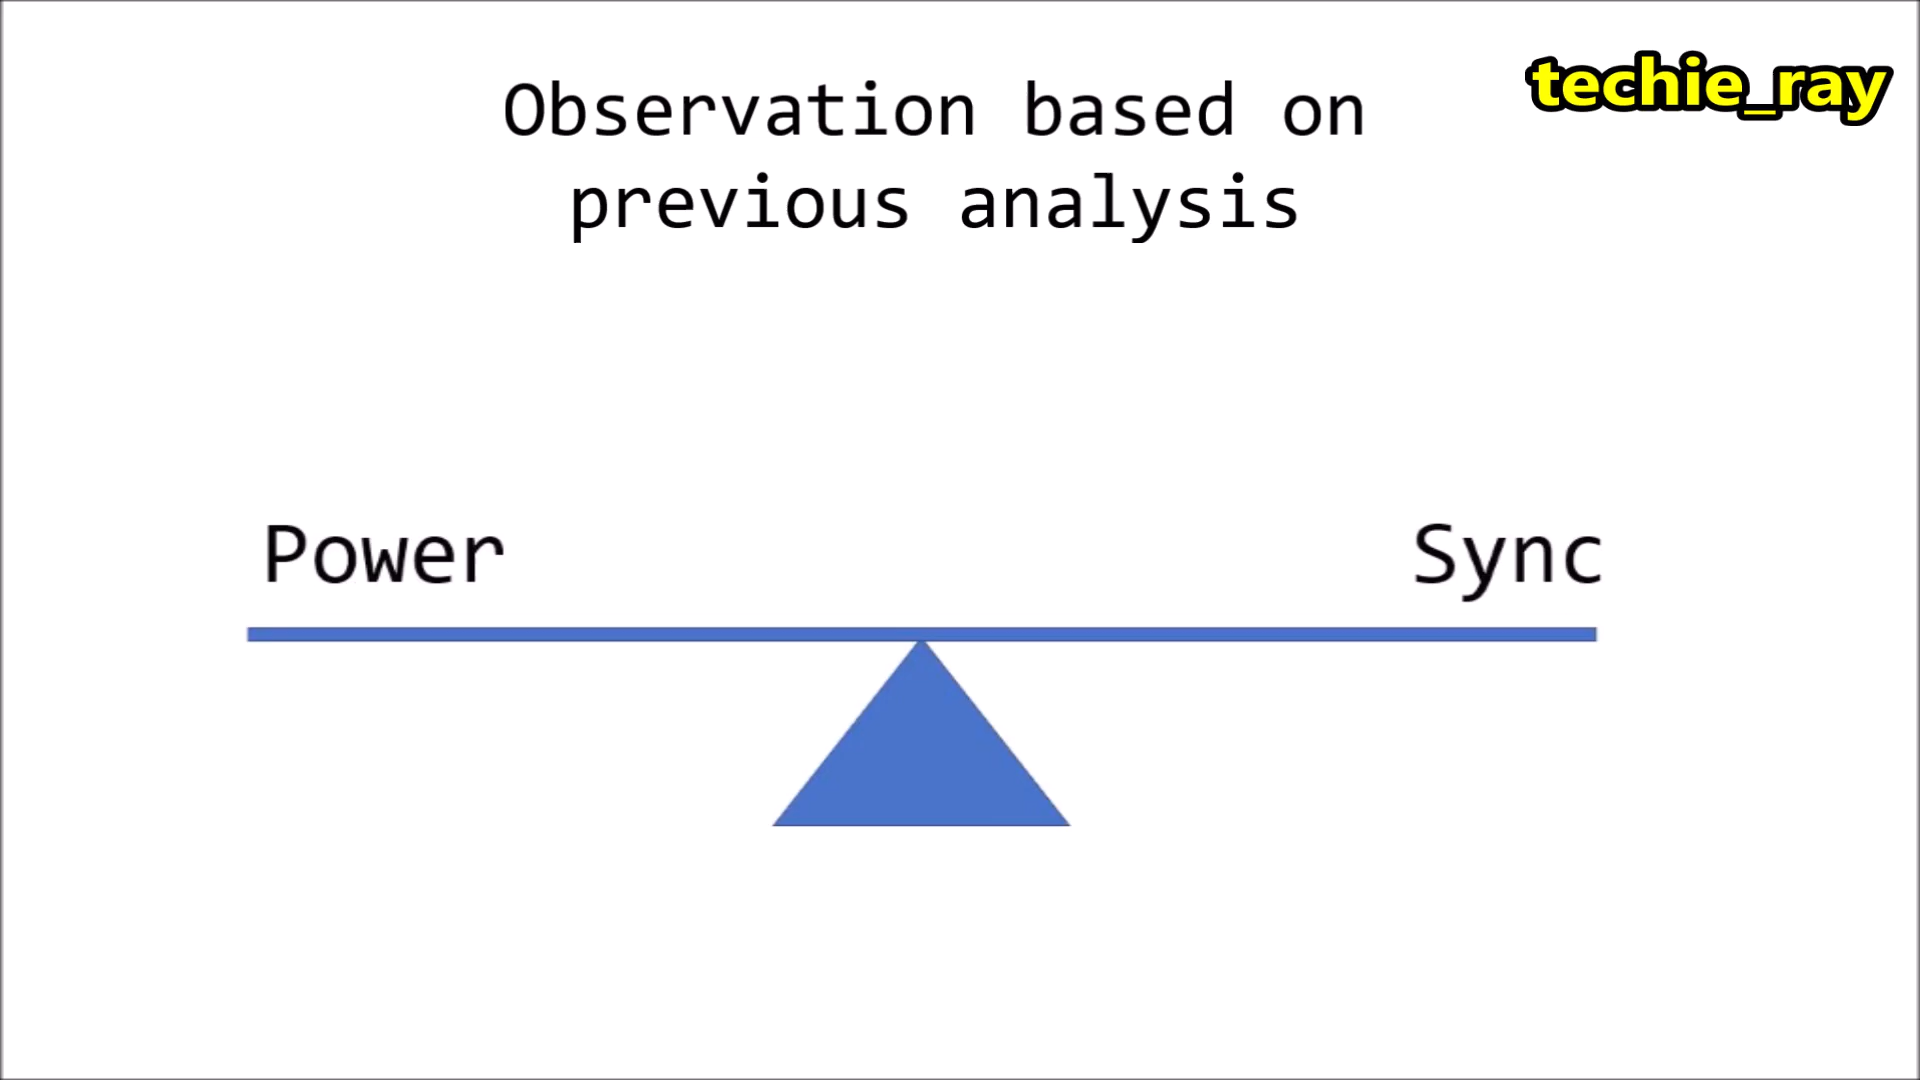 techie_ray
Observation based on
previous analysis
Power
Sync